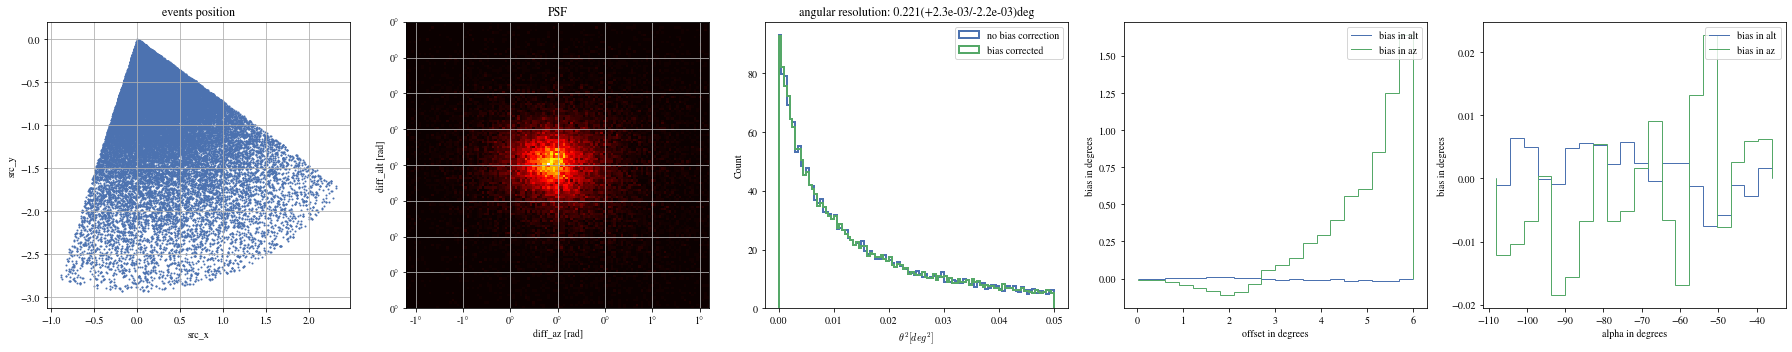 events position
0.0
−0.5
−1.0
−1.5
−2.0
−2.5
−3.0
src_y
−1.0 −0.5 0.0 0.5 1.0 1.5 2.0
src_x
PSF
0°
0°
0°
0°
0°
0°
0°
0°
0°
diff_alt [rad]
-1° -1° 0° 0° 0° 1° 1°
diff_az [rad]
angular resolution: 0.221(+2.3e-03/-2.2e-03)deg
no bias correction
bias corrected
80
60
40
20
0
Count
0.00 0.01 0.02 0.03 0.04 0.05
θ²[deg²]
bias in alt
bias in az
1.50
1.25
1.00
0.75
0.50
0.25
0.00
bias in degrees
0 1 2 3 4 5 6
offset in degrees
bias in alt
bias in az
0.02
0.01
0.00
−0.01
−0.02
bias in degrees
−110 −100 −90 −80 −70 −60 −50 −40
alpha in degrees